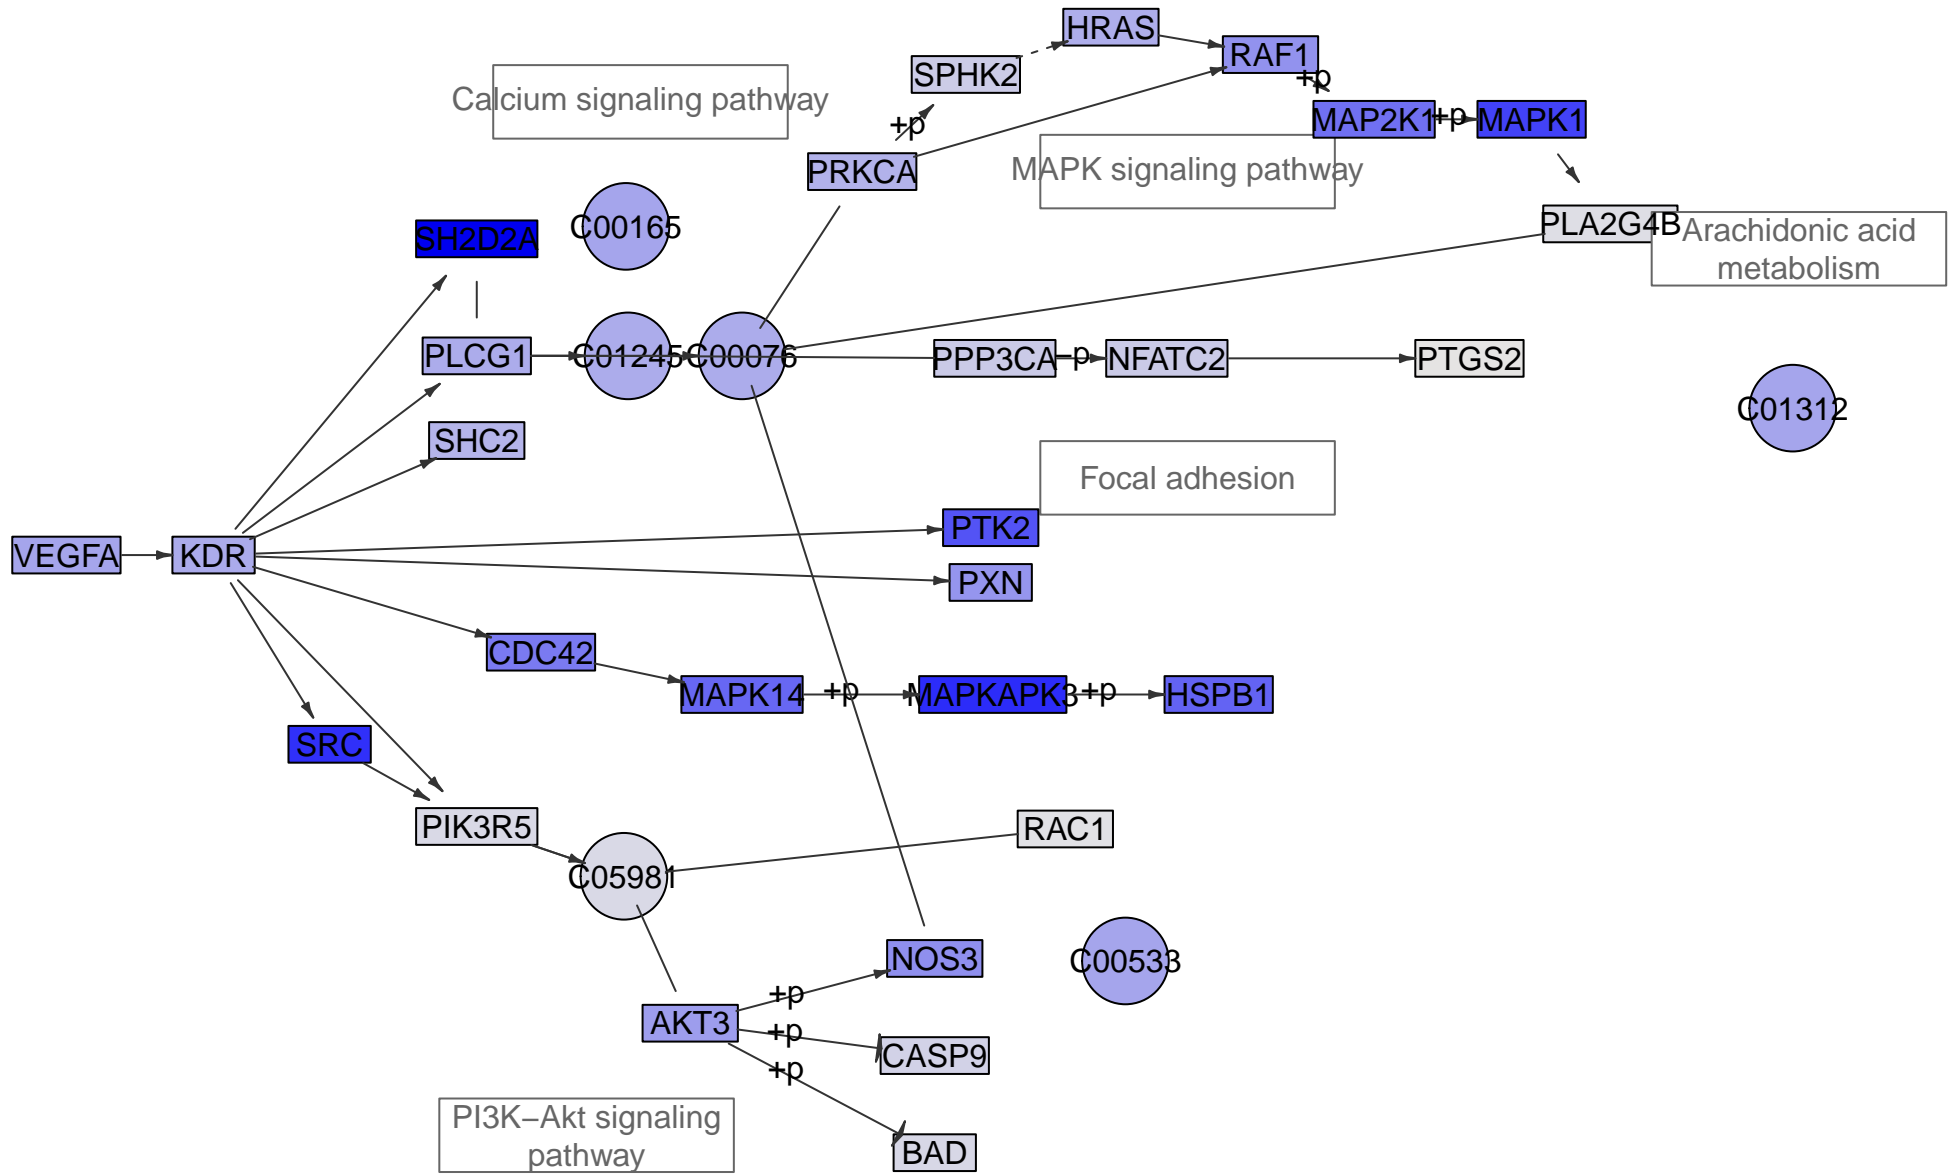 HRAS
RAF1
SPHK2
+p
Calcium signaling pathway
+p
MAP2K1
+p
MAPK1
PRKCA
MAPK signaling pathway
C00165
SH2D2A
PLA2G4B
Arachidonic acid
metabolism
PLCG1
C01245
C00076
PPP3CA
−p
NFATC2
PTGS2
C01312
SHC2
Focal adhesion
PTK2
VEGFA
KDR
PXN
CDC42
MAPK14
+p
MAPKAPK3
+p
HSPB1
SRC
PIK3R5
RAC1
C05981
NOS3
C00533
+p
AKT3
+p
CASP9
+p
PI3K−Akt signaling
pathway
BAD